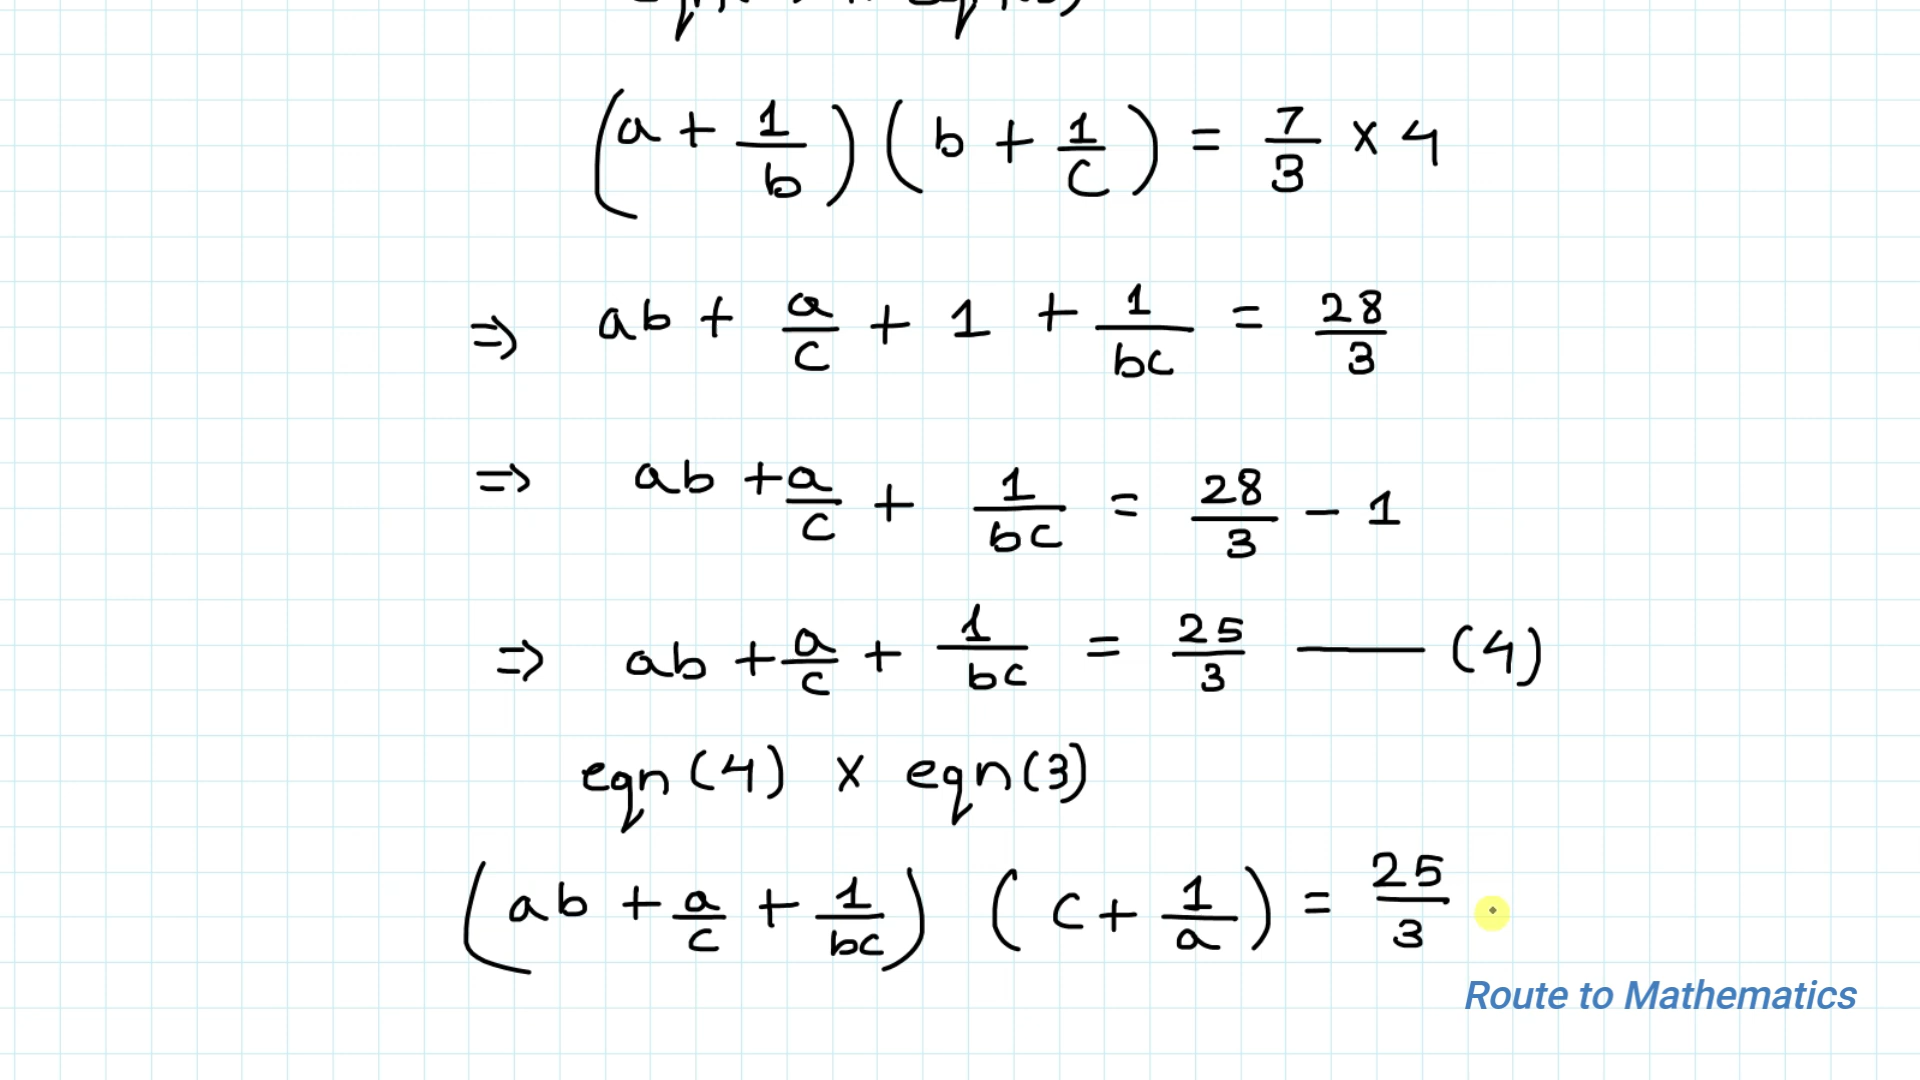 (a + 1/b) (b + 1/c) = 7/3 × 4
⇒ ab + a/c + 1 + 1/bc = 28/3
⇒ ab + a/c + 1/bc = 28/3 − 1
⇒ ab + a/c + 1/bc = 25/3 —— (4)
eqn (4) × eqn (3)
(ab + a/c + 1/bc) (c + 1/a) = 25/3
Route to Mathematics